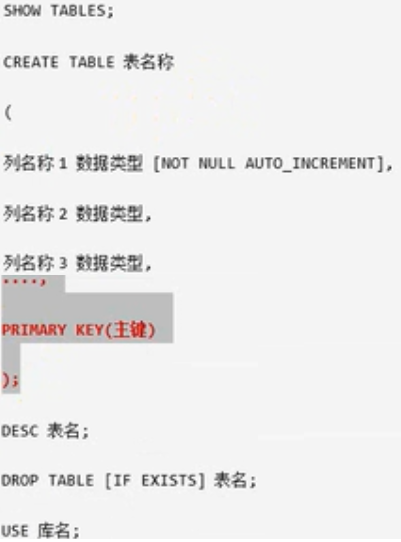 SHOW TABLES;
CREATE TABLE 表名称
(
列名称 1 数据类型 [NOT NULL AUTO_INCREMENT],
列名称 2 数据类型,
列名称 3 数据类型,
....,
PRIMARY KEY(主键)
);
DESC 表名;
DROP TABLE [IF EXISTS] 表名;
USE 库名;